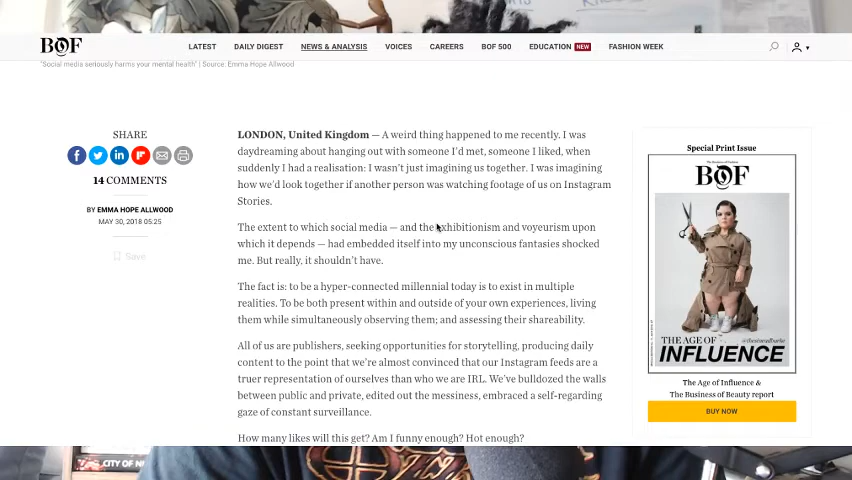 BOF
LATEST DAILY DIGEST NEWS & ANALYSIS VOICES CAREERS BOF 500 EDUCATION NEW FASHION WEEK
"Social media seriously harms your mental health" | Source: Emma Hope Allwood
SHARE
14 COMMENTS
BY EMMA HOPE ALLWOOD
MAY 30, 2018 05:25
Save
LONDON, United Kingdom — A weird thing happened to me recently. I was
daydreaming about hanging out with someone I'd met, someone I liked, when
suddenly I had a realisation: I wasn't just imagining us together. I was imagining
how we'd look together if another person was watching footage of us on Instagram
Stories.
The extent to which social media — and the exhibitionism and voyeurism upon
which it depends — had embedded itself into my unconscious fantasies shocked
me. But really, it shouldn't have.
The fact is: to be a hyper-connected millennial today is to exist in multiple
realities. To be both present within and outside of your own experiences, living
them while simultaneously observing them; and assessing their shareability.
All of us are publishers, seeking opportunities for storytelling, producing daily
content to the point that we're almost convinced that our Instagram feeds are a
truer representation of ourselves than who we are IRL. We've bulldozed the walls
between public and private, edited out the messiness, embraced a self-regarding
gaze of constant surveillance.
How many likes will this get? Am I funny enough? Hot enough?
Special Print Issue
The Business of Fashion
BOF
THE AGE OF
INFLUENCE
The Age of Influence &
The Business of Beauty report
BUY NOW
CITY OF